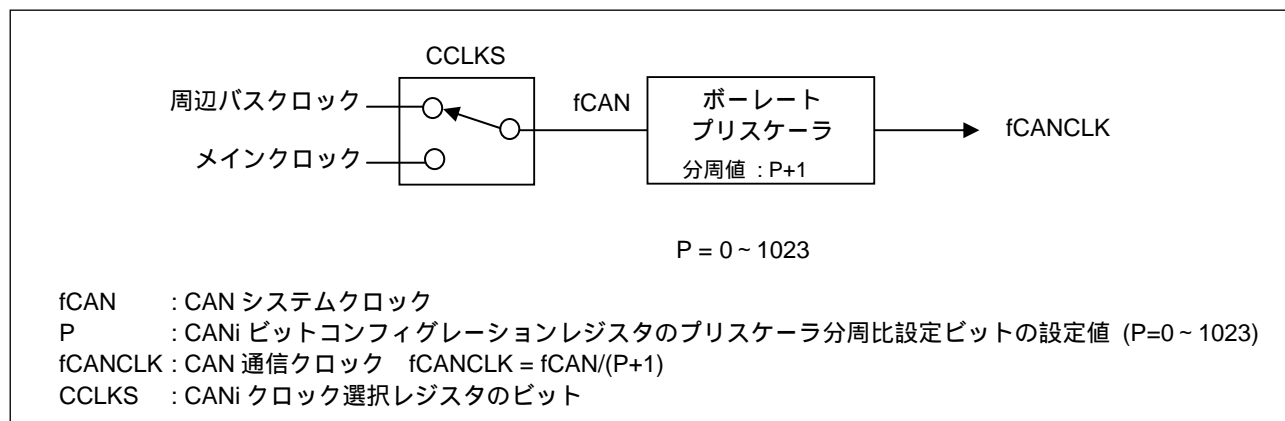 CCLKS
周辺バスクロック
メインクロック
fCAN
ボーレート
プリスケーラ
分周値 : P+1
fCANCLK
P = 0 ~ 1023
fCAN : CAN システムクロック
P : CANi ビットコンフィグレーションレジスタのプリスケーラ分周比設定ビットの設定値 (P=0 ~ 1023)
fCANCLK : CAN 通信クロック fCANCLK = fCAN/(P+1)
CCLKS : CANi クロック選択レジスタのビット